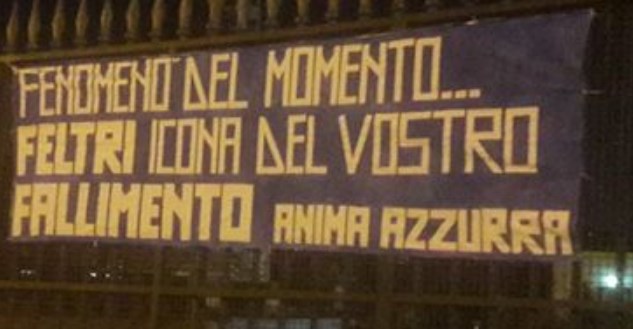 FENOMENO DEL MOMENTO...
FELTRI ICONA DEL VOSTRO
FALLIMENTO ANIMA AZZURRA